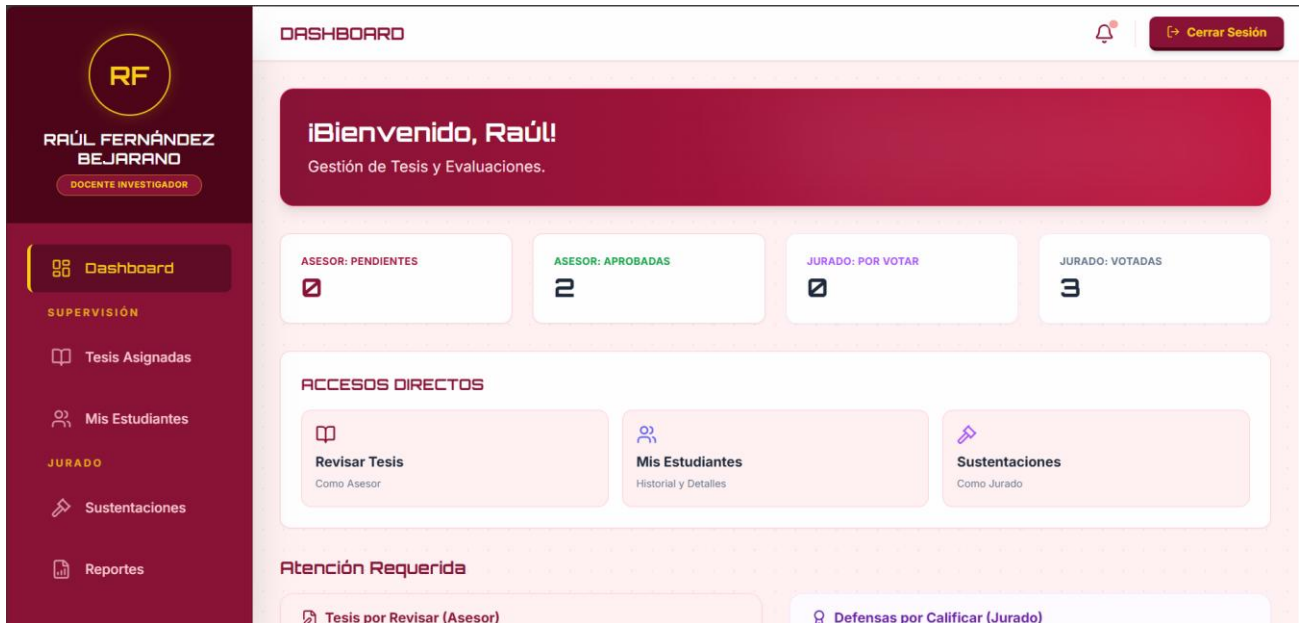 RF
RAÚL FERNÁNDEZ
BEJARANO
DOCENTE INVESTIGADOR
Dashboard
SUPERVISIÓN
Tesis Asignadas
Mis Estudiantes
JURADO
Sustentaciones
Reportes
DASHBOARD
Cerrar Sesión
¡Bienvenido, Raúl!
Gestión de Tesis y Evaluaciones.
ASESOR: PENDIENTES
0
ASESOR: APROBADAS
2
JURADO: POR VOTAR
0
JURADO: VOTADAS
3
ACCESOS DIRECTOS
Revisar Tesis
Como Asesor
Mis Estudiantes
Historial y Detalles
Sustentaciones
Como Jurado
Atención Requerida
Tesis por Revisar (Asesor)
Defensas por Calificar (Jurado)